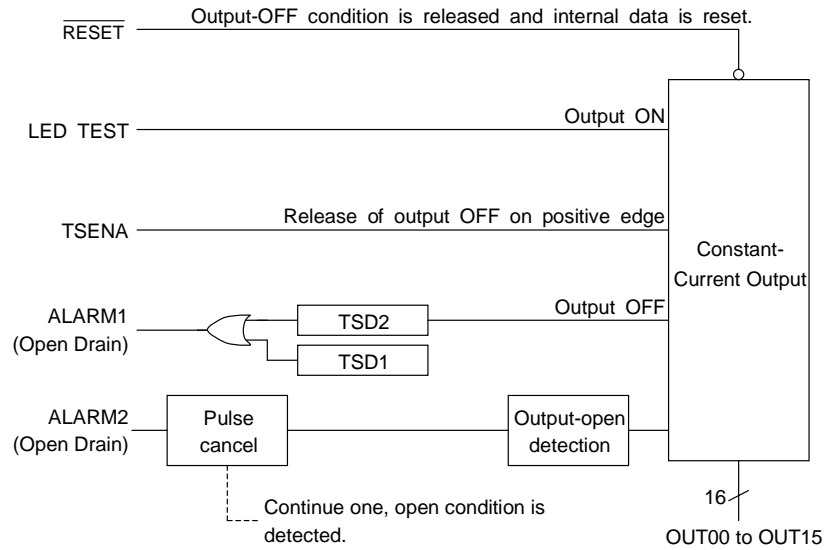 Output-OFF condition is released and internal data is reset.
RESET
Output ON
LED TEST
Release of output OFF on positive edge
TSENA
Constant-
Current Output
ALARM1
(Open Drain)
TSD2
Output OFF
TSD1
ALARM2
(Open Drain)
Pulse
cancel
Output-open
detection
Continue one, open condition is
detected.
16
OUT00 to OUT15